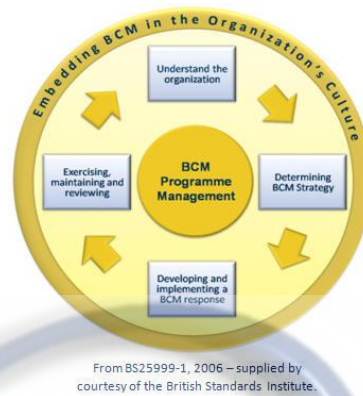 Embedding BCM in the Organization's Culture
Understand the
organization
Exercising,
maintaining and
reviewing
BCM
Programme
Management
Determining
BCM Strategy
Developing and
implementing a
BCM response
From BS25999-1, 2006 – supplied by
courtesy of the British Standards Institute.